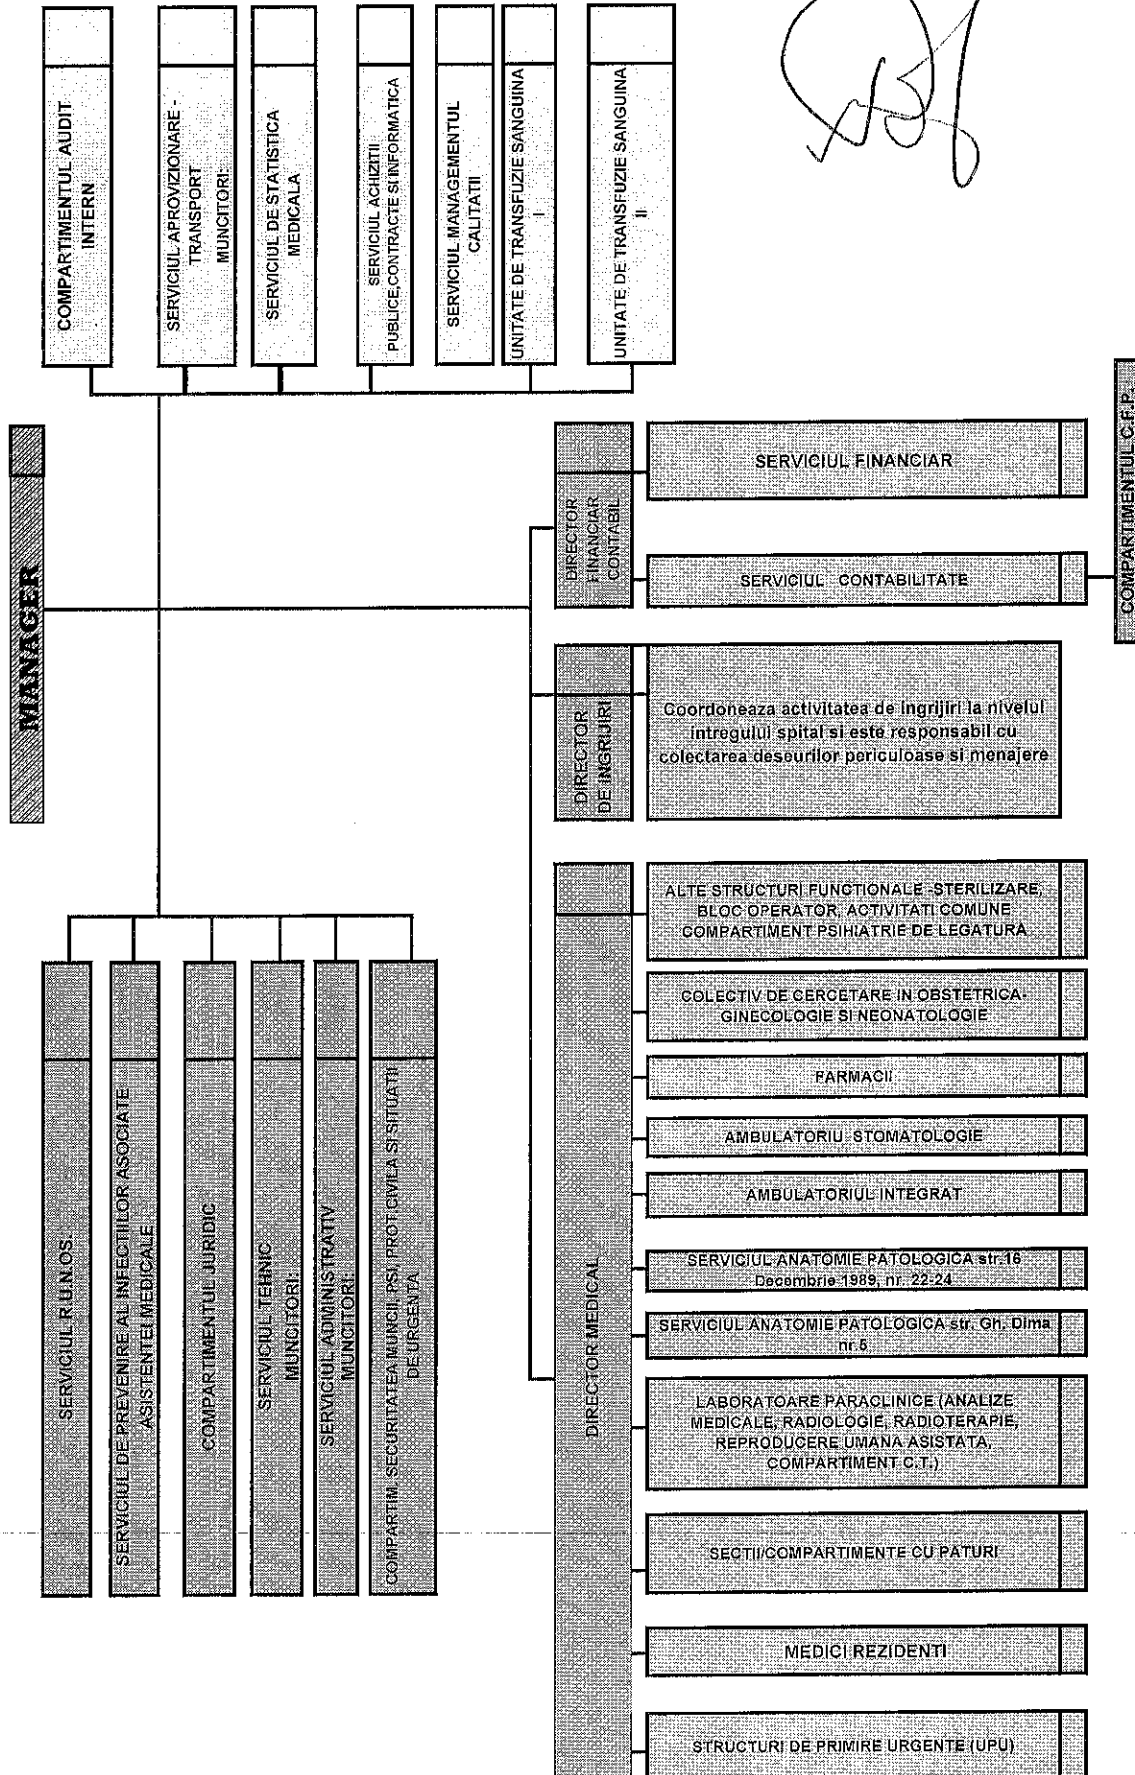 MANAGER
SERVICIUL R.U.N.OS.
SERVICIUL DE PREVENIRE AL INFECTIILOR ASOCIATE
ASISTENTEI MEDICALE
COMPARTIMENTUL JURIDIC
SERVICIUL TEHNIC
MUNCITORI:
SERVICIUL ADMINISTRATIV
MUNCITORI:
COMPARTIM. SECURITATEA MUNCII, PSI, PROT.CIVILA SI SITUATII
DE URGENTA
COMPARTIMENTUL AUDIT
INTERN
SERVICIUL APROVIZIONARE -
TRANSPORT
MUNCITORI:
SERVICIUL DE STATISTICA
MEDICALA
SERVICIUL ACHIZITII
PUBLICE,CONTRACTE SI INFORMATICA
SERVICIUL MANAGEMENTUL
CALITATII
UNITATE DE TRANSFUZIE SANGUINA
I
UNITATE DE TRANSFUZIE SANGUINA
II
DIRECTOR MEDICAL
STRUCTURI DE PRIMIRE URGENTE (UPU)
MEDICI REZIDENTI
SECTII/COMPARTIMENTE CU PATURI
LABORATOARE PARACLINICE (ANALIZE
MEDICALE, RADIOLOGIE, RADIOTERAPIE,
REPRODUCERE UMANA ASISTATA,
COMPARTIMENT C.T.)
SERVICIUL ANATOMIE PATOLOGICA str. Gh. Dima
nr.5
SERVICIUL ANATOMIE PATOLOGICA str.16
Decembrie 1989, nr. 22-24
AMBULATORIUL INTEGRAT
AMBULATORIU STOMATOLOGIE
FARMACII
COLECTIV DE CERCETARE IN OBSTETRICA-
GINECOLOGIE SI NEONATOLOGIE
ALTE STRUCTURI FUNCTIONALE -STERILIZARE,
BLOC OPERATOR, ACTIVITATI COMUNE
COMPARTIMENT PSIHIATRIE DE LEGATURA
DIRECTOR
DE INGRIJIRI
Coordoneaza activitatea de ingrijiri la nivelul
intregului spital si este responsabil cu
colectarea deseurilor periculoase si menajere
DIRECTOR
FINANCIAR
CONTABIL
SERVICIUL CONTABILITATE
SERVICIUL FINANCIAR
COMPARTIMENTUL C.F.P.